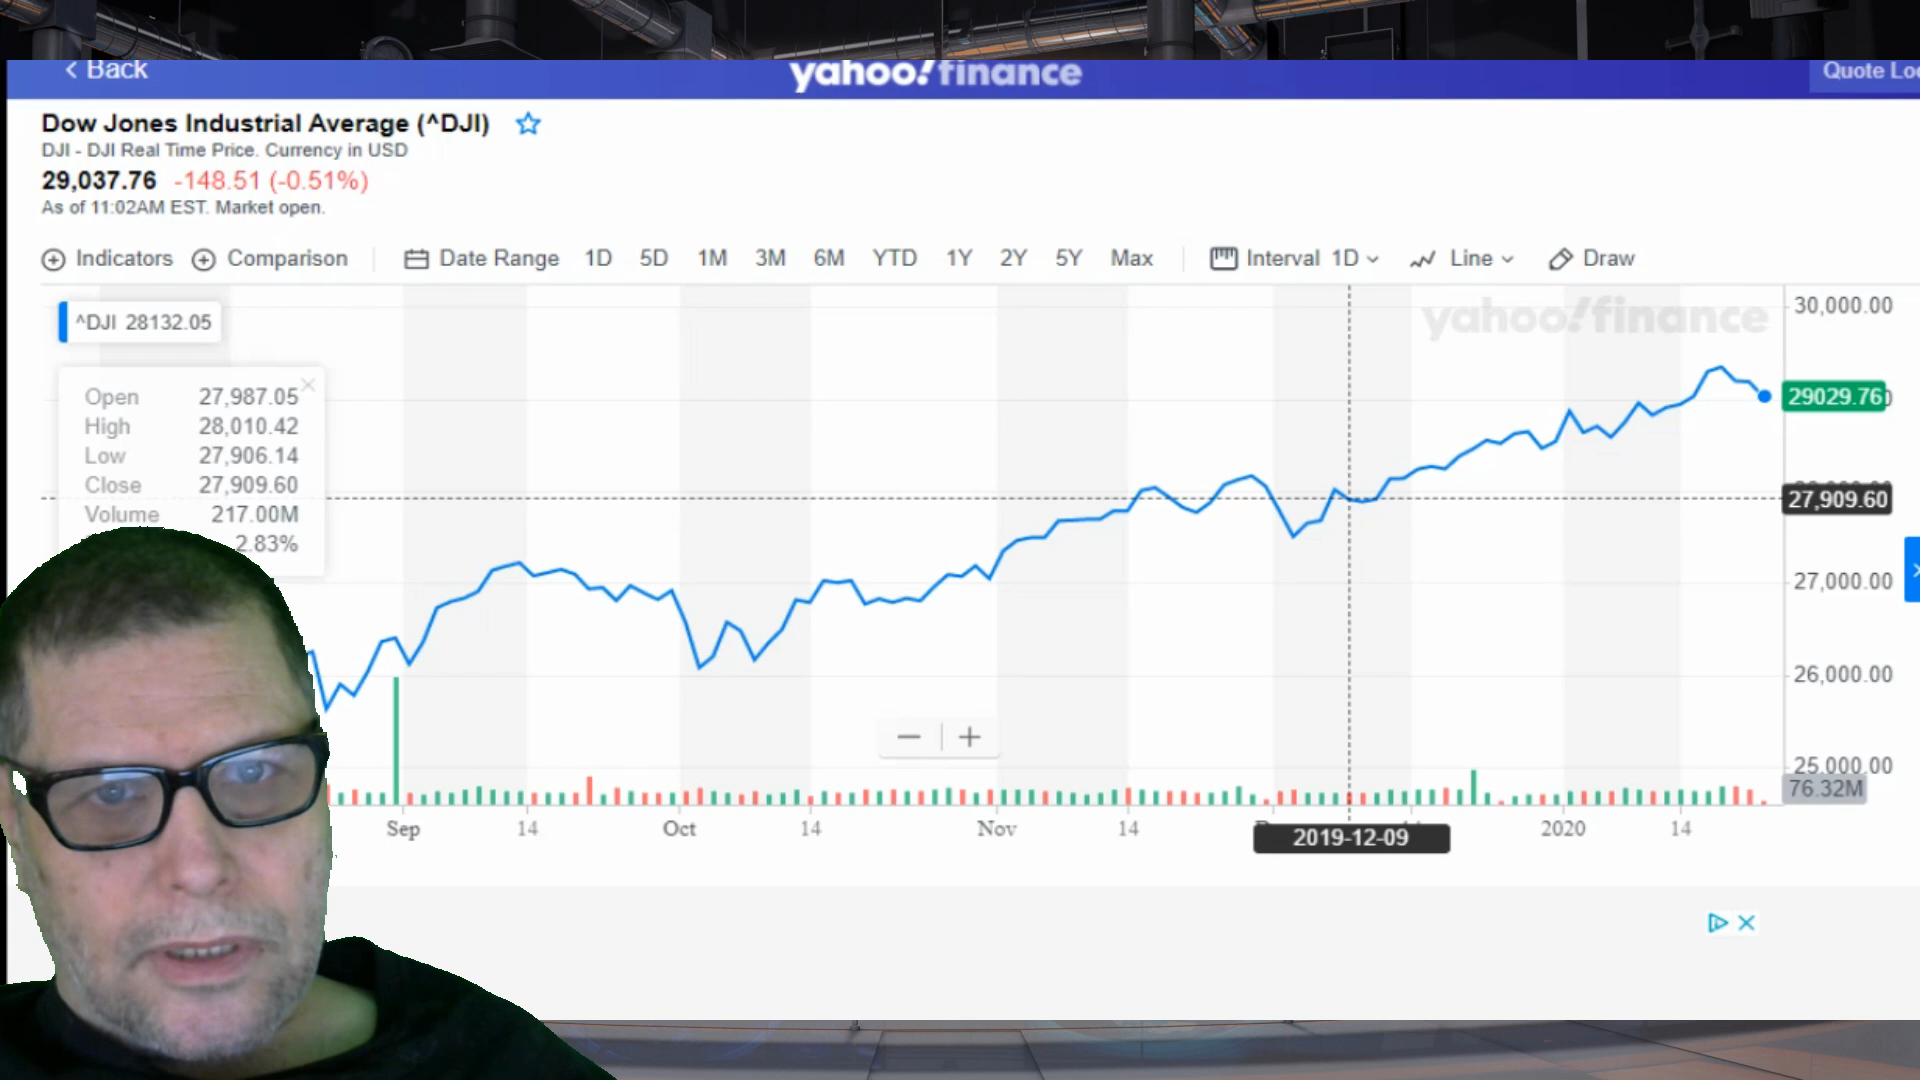 Back
yahoo!finance
Dow Jones Industrial Average (^DJI)
DJI - DJI Real Time Price. Currency in USD
29,037.76 -148.51 (-0.51%)
As of 11:02AM EST. Market open.
Indicators Comparison Date Range 1D 5D 1M 3M 6M YTD 1Y 2Y 5Y Max Interval 1D Line Draw
^DJI 28132.05
yahoo!finance
30,000.00
Open 27,987.05
29029.76
High 28,010.42
Low 27,906.14
Close 27,909.60
27,909.60
Volume 217.00M
2.83%
27,000.00
26,000.00
25,000.00
76.32M
Sep 14 Oct 14 Nov 14 2020 14
2019-12-09